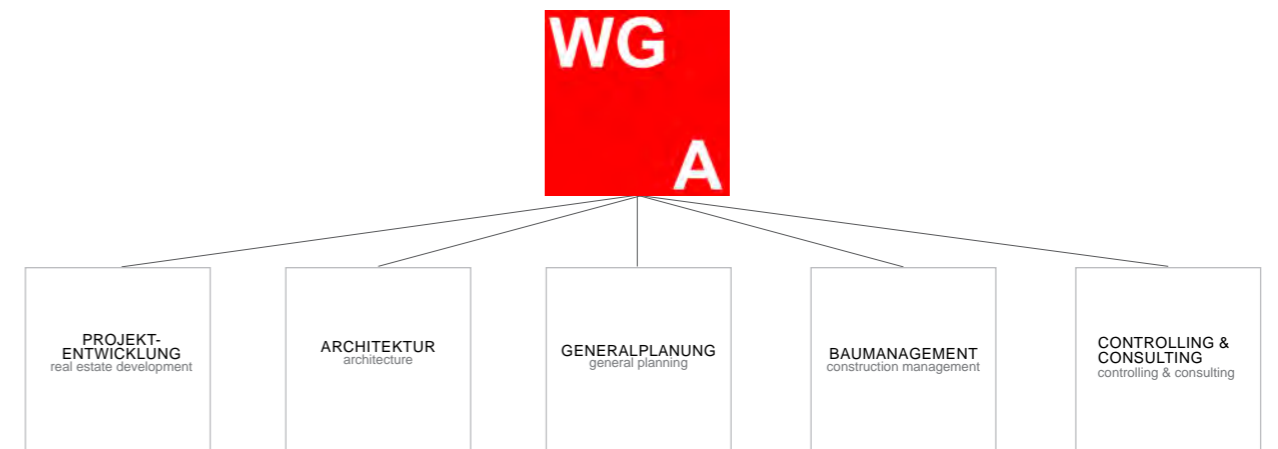 WG
A
PROJEKT-
ENTWICKLUNG
real estate development
ARCHITEKTUR
architecture
GENERALPLANUNG
general planning
BAUMANAGEMENT
construction management
CONTROLLING &
CONSULTING
controlling & consulting